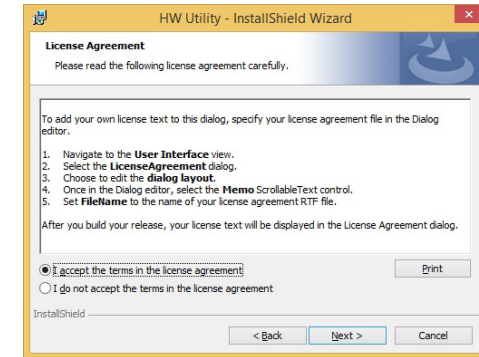 HW Utility - InstallShield Wizard
License Agreement
Please read the following license agreement carefully.
To add your own license text to this dialog, specify your license agreement file in the Dialog
editor.
1. Navigate to the User Interface view.
2. Select the LicenseAgreement dialog.
3. Choose to edit the dialog layout.
4. Once in the Dialog editor, select the Memo ScrollableText control.
5. Set FileName to the name of your license agreement RTF file.
After you build your release, your license text will be displayed in the License Agreement dialog.
I accept the terms in the license agreement
Print
I do not accept the terms in the license agreement
InstallShield
< Back Next > Cancel